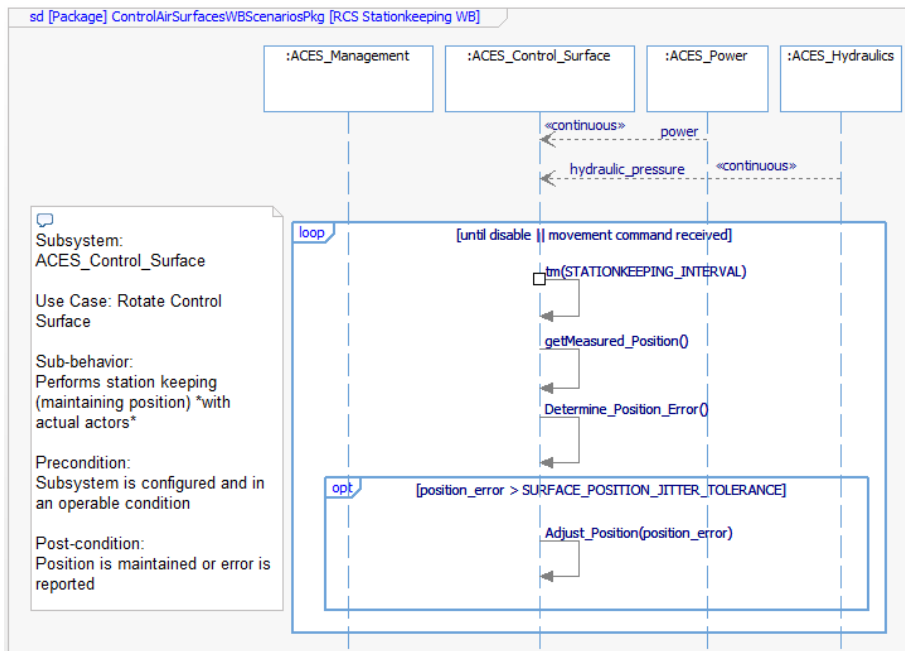 sd [Package] ControlAirSurfacesWBScenariosPkg [RCS Stationkeeping WB]
:ACES_Management
:ACES_Control_Surface
:ACES_Power
:ACES_Hydraulics
«continuous»
power
hydraulic_pressure
«continuous»
Subsystem:
ACES_Control_Surface
Use Case: Rotate Control
Surface
Sub-behavior:
Performs station keeping
(maintaining position) *with
actual actors*
Precondition:
Subsystem is configured and in
an operable condition
Post-condition:
Position is maintained or error is
reported
loop
[until disable || movement command received]
tm(STATIONKEEPING_INTERVAL)
getMeasured_Position()
Determine_Position_Error()
opt
[position_error > SURFACE_POSITION_JITTER_TOLERANCE]
Adjust_Position(position_error)